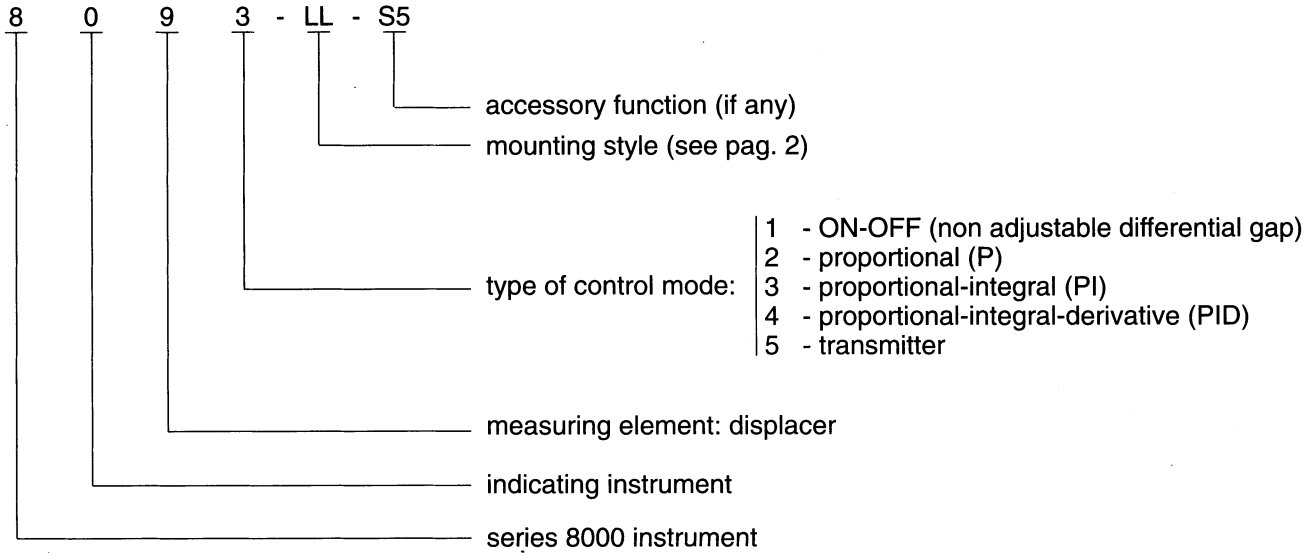 8 0 9 3 - LL - S5
accessory function (if any)
mounting style (see pag. 2)
type of control mode:
1 - ON-OFF (non adjustable differential gap)
2 - proportional (P)
3 - proportional-integral (PI)
4 - proportional-integral-derivative (PID)
5 - transmitter
measuring element: displacer
indicating instrument
series 8000 instrument